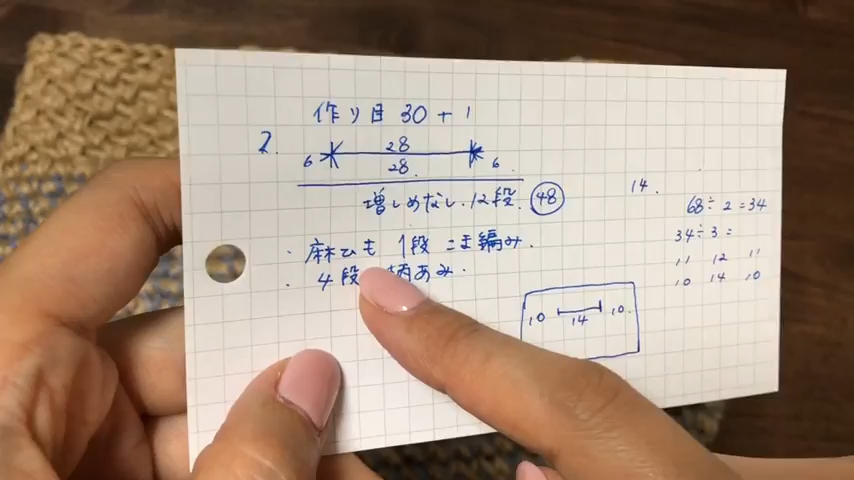 作り目 30 + 1
2.
28
6 6
28.
増しめなし. 12段. 48
・麻ひも 1段 こま編み.
・4段 柄あみ.
14.
68 ÷ 2 = 34
34 ÷ 3 =
11 12 11
10 14 10
10 14 10.